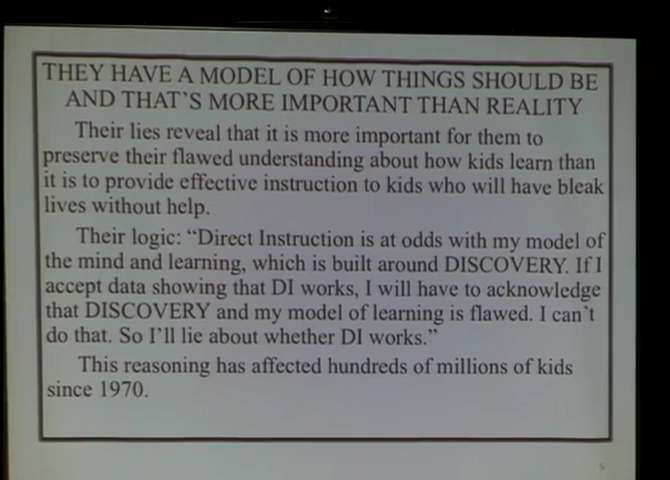 THEY HAVE A MODEL OF HOW THINGS SHOULD BE
AND THAT'S MORE IMPORTANT THAN REALITY
Their lies reveal that it is more important for them to
preserve their flawed understanding about how kids learn than
it is to provide effective instruction to kids who will have bleak
lives without help.
Their logic: “Direct Instruction is at odds with my model of
the mind and learning, which is built around DISCOVERY. If I
accept data showing that DI works, I will have to acknowledge
that DISCOVERY and my model of learning is flawed. I can't
do that. So I'll lie about whether DI works.”
This reasoning has affected hundreds of millions of kids
since 1970.
5